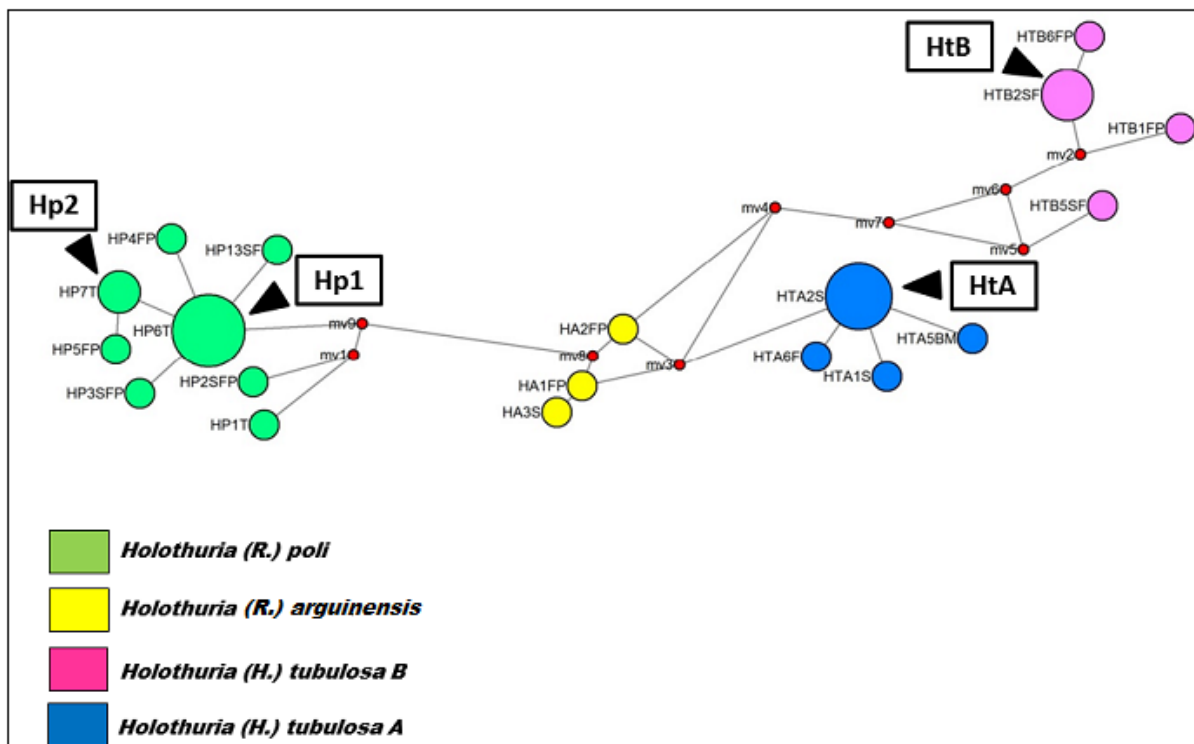 HtB
HTB6FP
HTB2SF
HTB1FP
mv2
mv6
HTB5SF
mv4
mv7
mv5
Hp2
HP4FP
HP13SF
Hp1
HP7T
HP6T
HtA
HTA2S
mv9
HA2FP
HP5FP
mv1
mv8
mv3
HTA6F
HTA5BM
HTA1S
HP3SFP
HP2SFP
HA1FP
HA3S
HP1T
Holothuria (R.) poli
Holothuria (R.) arguinensis
Holothuria (H.) tubulosa B
Holothuria (H.) tubulosa A